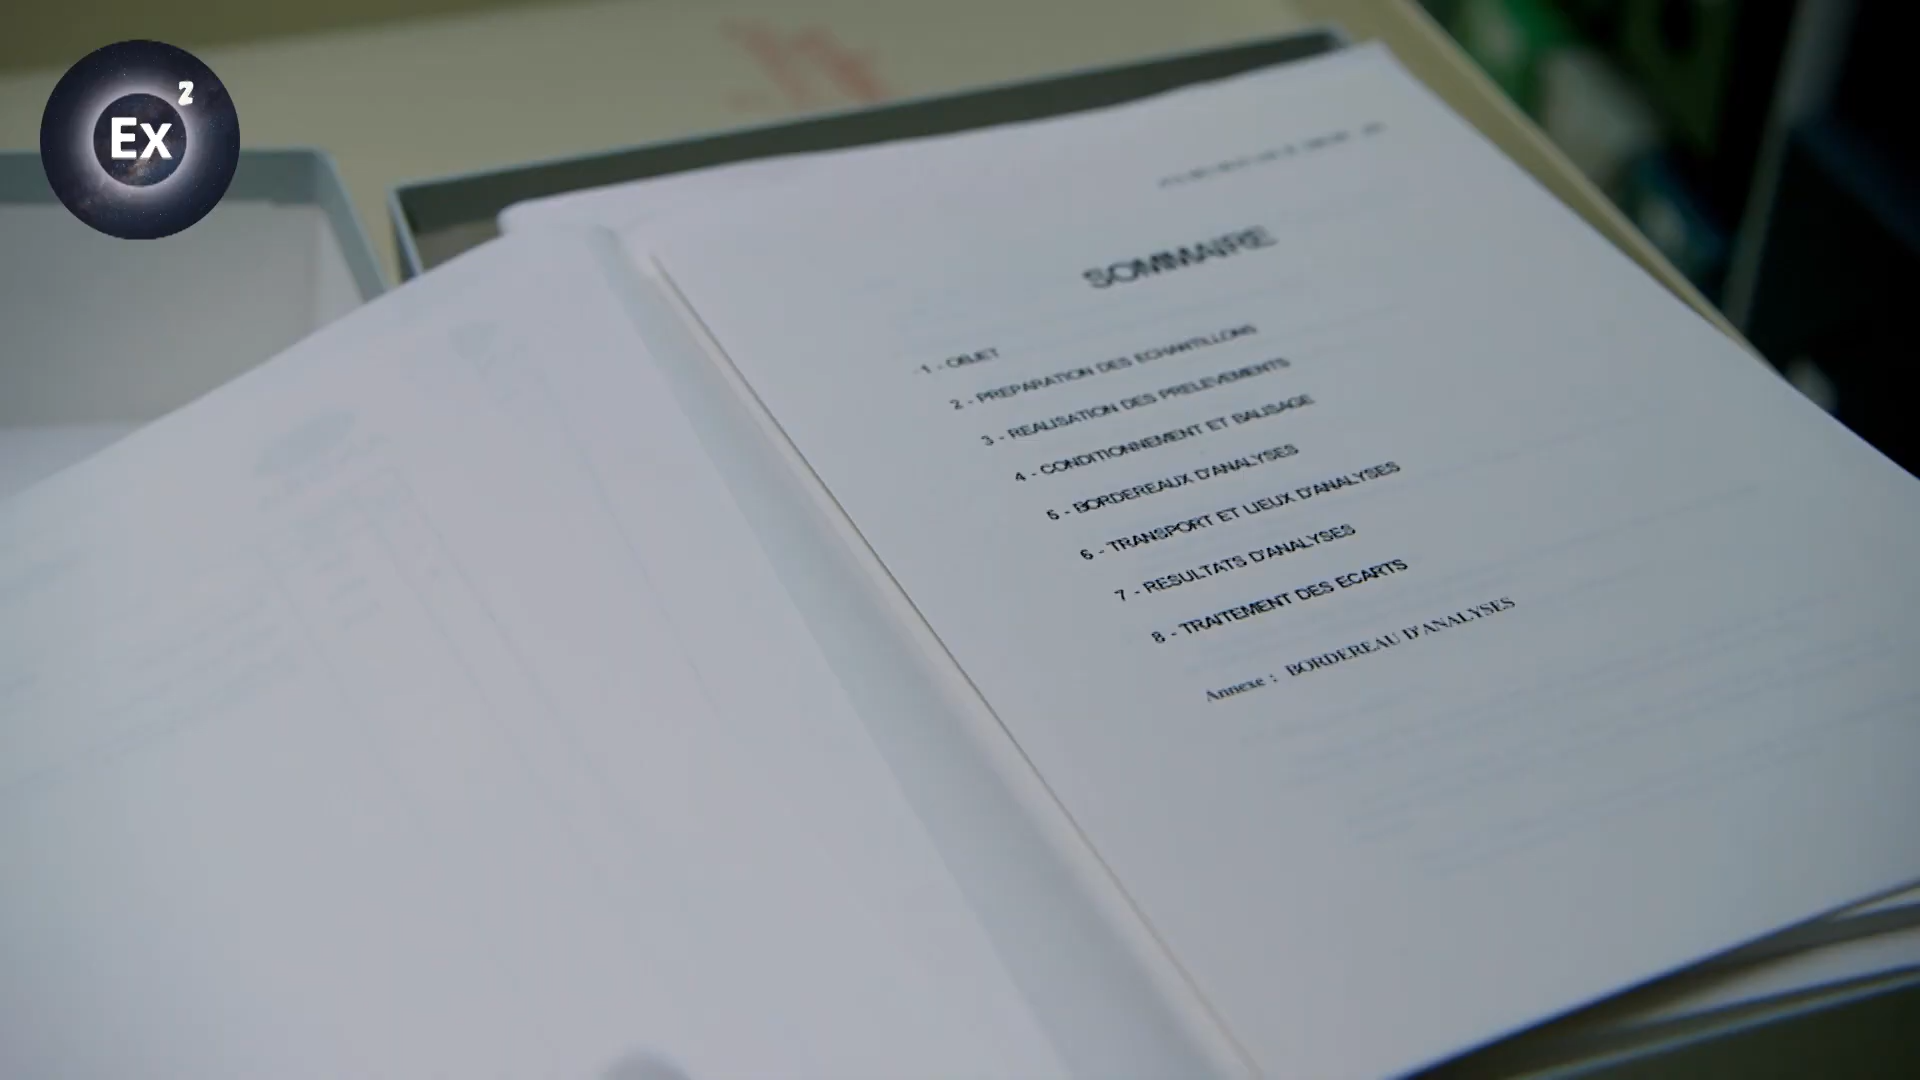 Ex²
SOMMAIRE
1 - OBJET
2 - PREPARATION DES ECHANTILLONS
3 - REALISATION DES PRELEVEMENTS
4 - CONDITIONNEMENT ET BALISAGE
5 - BORDEREAUX D'ANALYSES
6 - TRANSPORT ET LIEUX D'ANALYSES
7 - RESULTATS D'ANALYSES
8 - TRAITEMENT DES ECARTS
Annexe : BORDEREAU D'ANALYSES